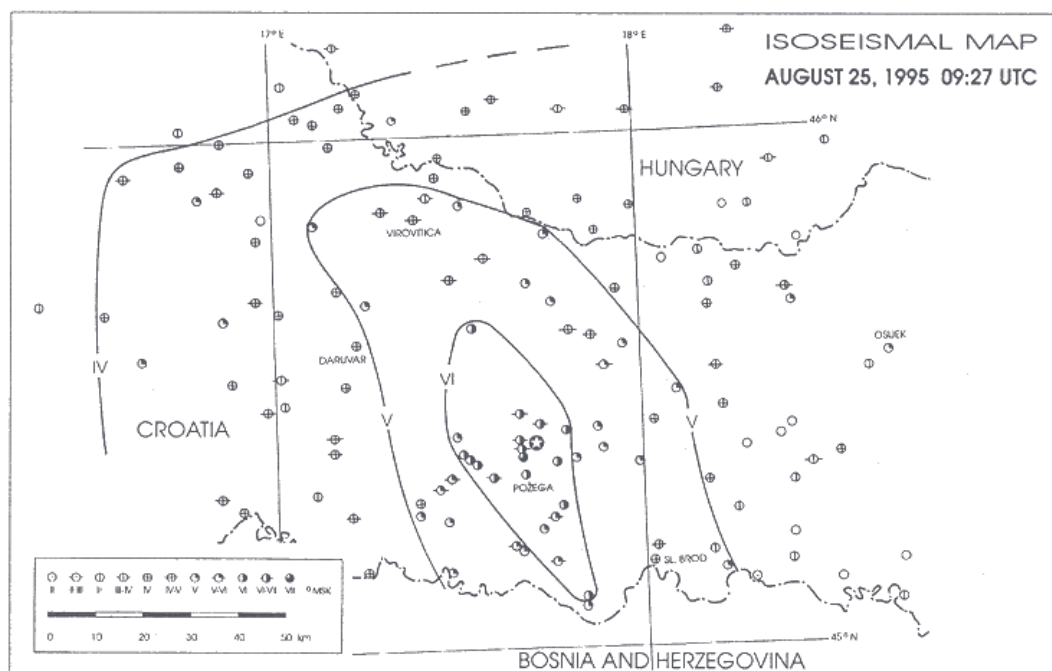 17° E
18° E
ISOSEISMAL MAP
AUGUST 25, 1995 09:27 UTC
46° N
HUNGARY
VIROVITICA
OSIJEK
DARUVAR
IV
VI
V
V
CROATIA
POŽEGA
SL. BROD
II II-III III III-IV IV IV-V V V-VI VI VI-VII VII °MSK
0 10 20 30 40 50 km
45° N
BOSNIA AND HERZEGOVINA